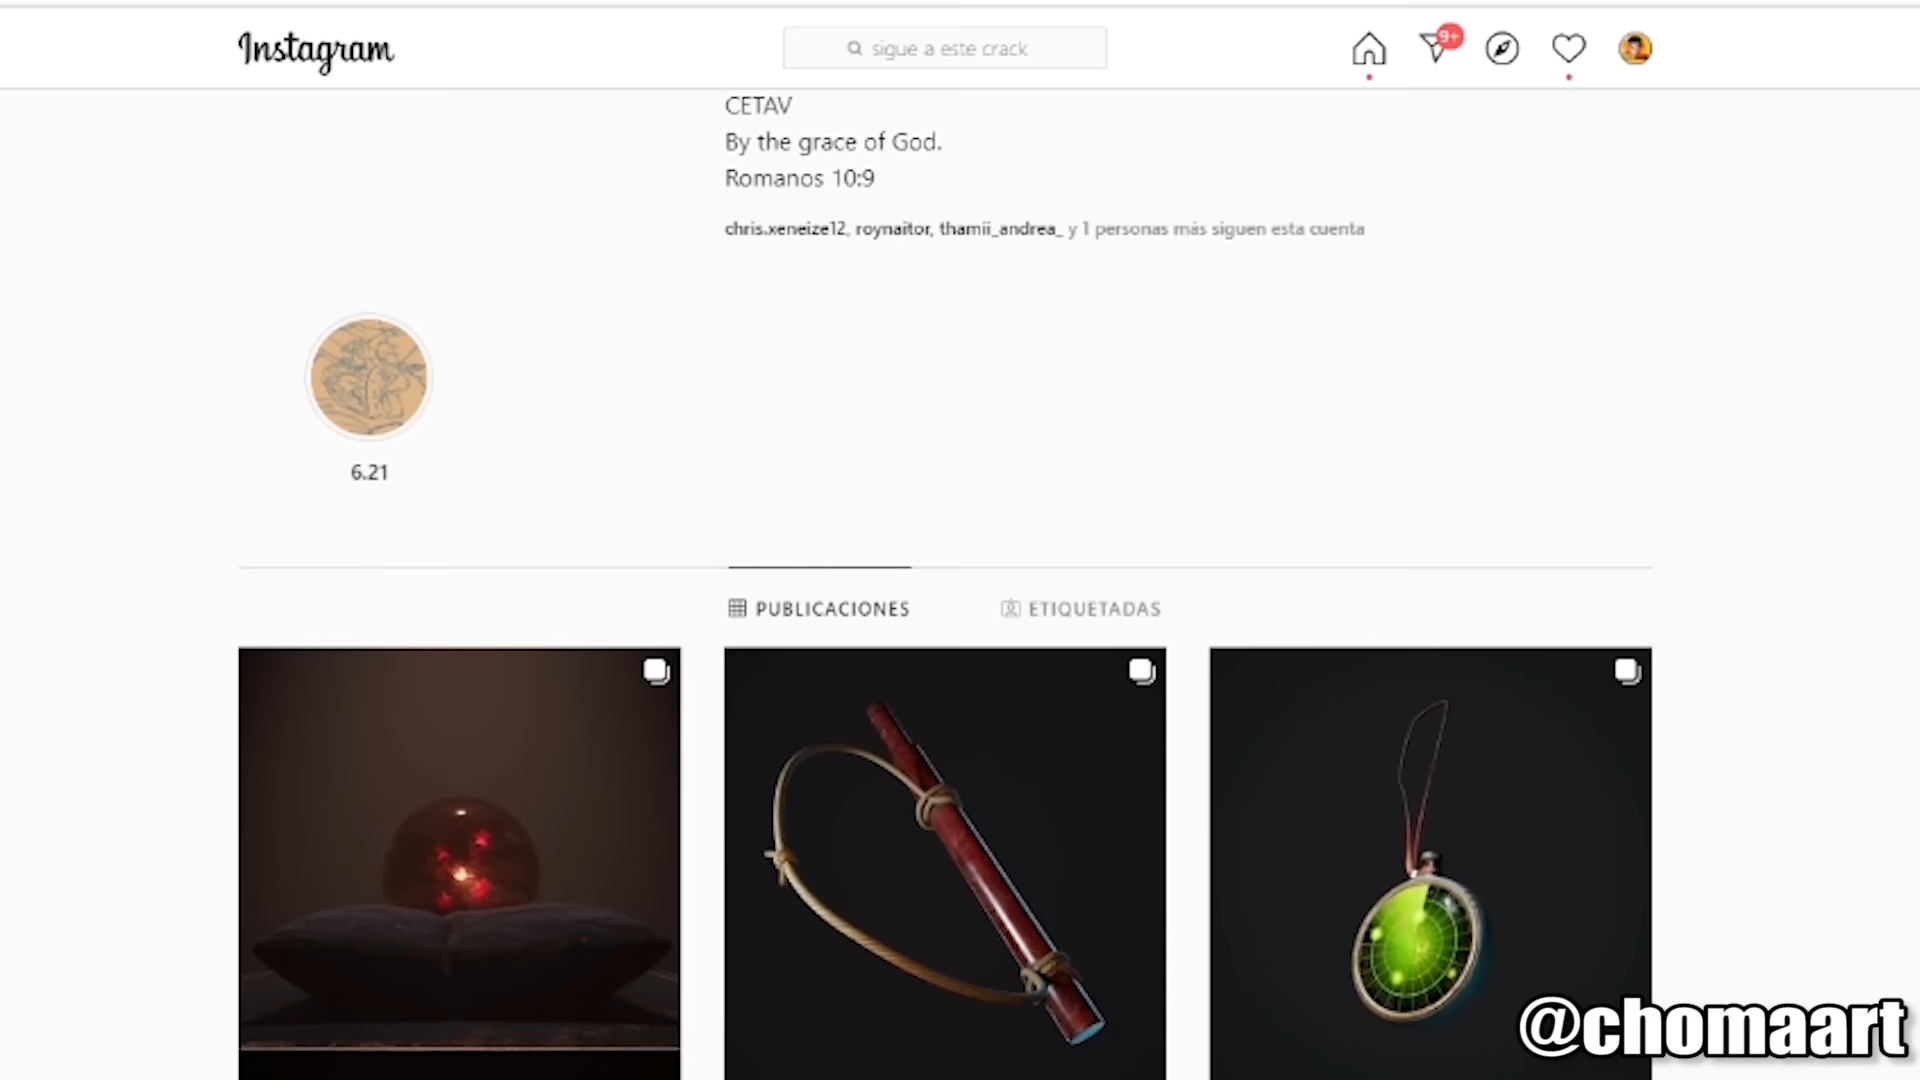 Instagram
sigue a este crack
9+
CETAV
By the grace of God.
Romanos 10:9
chris.xeneize12, roynaitor, thamii_andrea_ y 1 personas más siguen esta cuenta
6.21
PUBLICACIONES
ETIQUETADAS
@chomaart